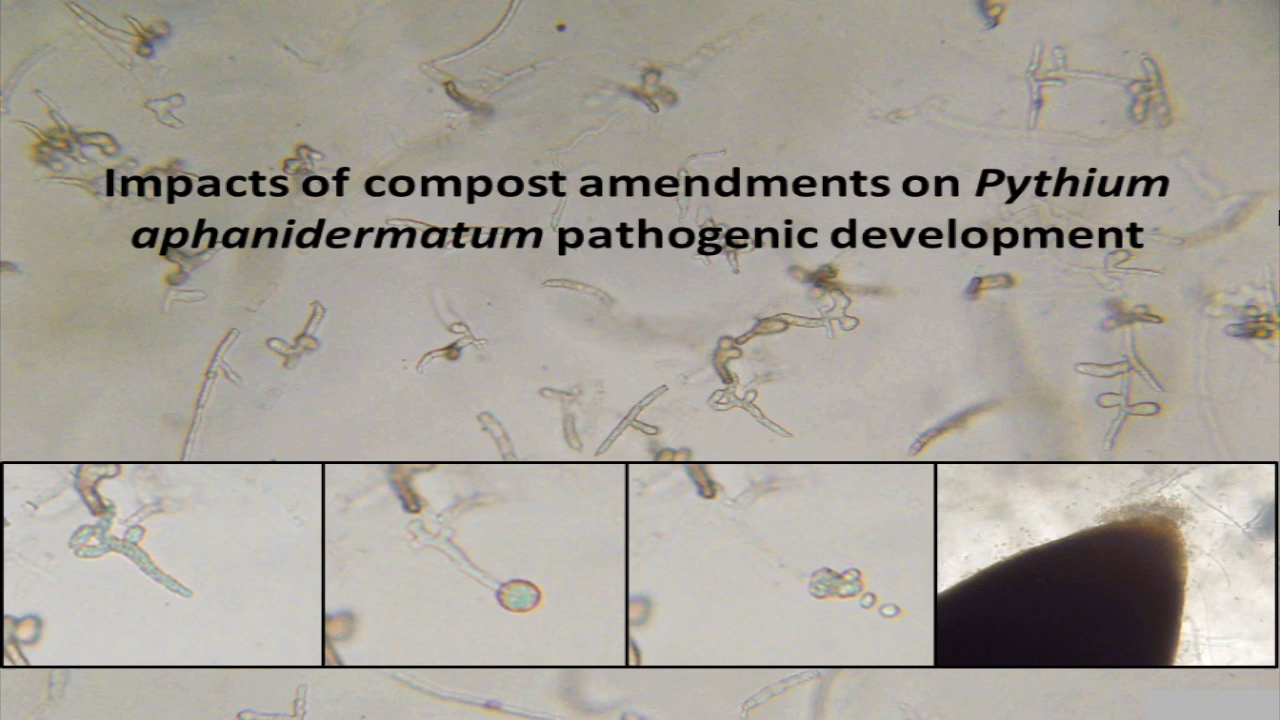 Impacts of compost amendments on Pythium
aphanidermatum pathogenic development